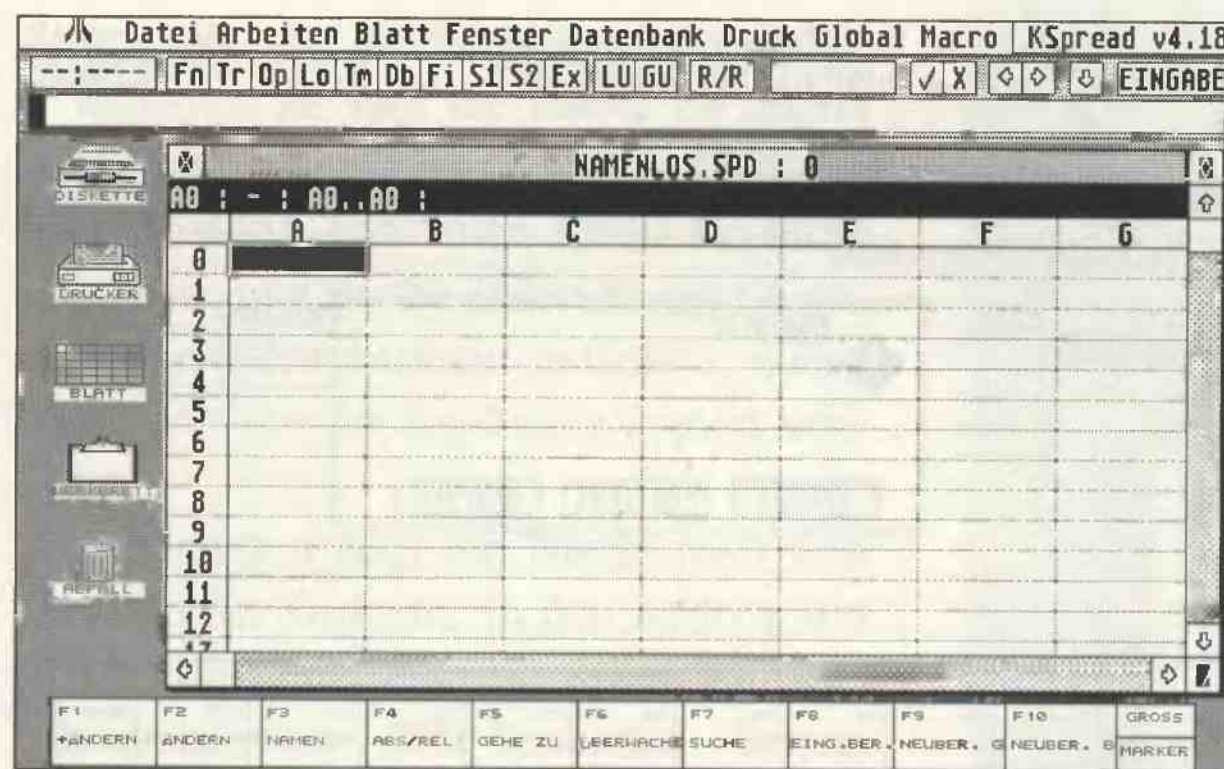 Datei Arbeiten Blatt Fenster Datenbank Druck Global Macro KSpread v4.18
--:---- Fn Tr Op Lo Tm Db Fi S1 S2 Ex LU GU R/R √ X EINGABE
NAMENLOS.SPD : 0
A0 : - : A0..A0 :
A B C D E F G
0
1
2
3
4
5
6
7
8
9
10
11
12
DISKETTE
DRUCKER
BLATT
ABFALL
F1 F2 F3 F4 F5 F6 F7 F8 F9 F10 GROSS
+ÄNDERN ÄNDERN NAMEN ABS/REL GEHE ZU ÜBERWACHE SUCHE EING.BER. NEUBER. G NEUBER. B MARKER